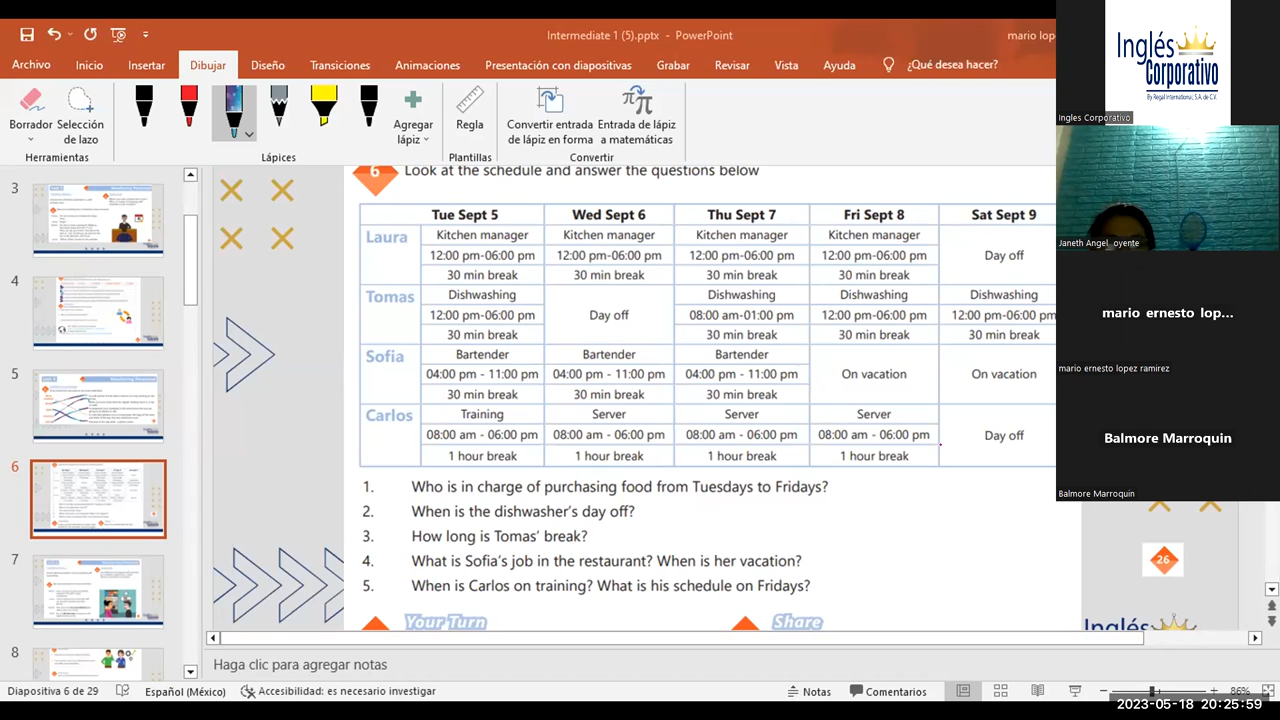 Intermediate 1 (5).pptx - PowerPoint
mario lop
Archivo Inicio Insertar Dibujar Diseño Transiciones Animaciones Presentación con diapositivas Grabar Revisar Vista Ayuda ¿Qué desea hacer?
Borrador Selección de lazo
Agregar lápiz
Regla
Convertir entrada de lápiz en forma
Entrada de lápiz a matemáticas
Herramientas Lápices Plantillas Convertir
3
4
5
6
7
8
6 Look at the schedule and answer the questions below
Tue Sept 5 Wed Sept 6 Thu Sept 7 Fri Sept 8 Sat Sept 9
Laura Kitchen manager Kitchen manager Kitchen manager Kitchen manager
12:00 pm-06:00 pm 12:00 pm-06:00 pm 12:00 pm-06:00 pm 12:00 pm-06:00 pm Day off
30 min break 30 min break 30 min break 30 min break
Tomas Dishwashing Dishwashing Dishwashing Dishwashing
12:00 pm-06:00 pm Day off 08:00 am-01:00 pm 12:00 pm-06:00 pm 12:00 pm-06:00 pm
30 min break 30 min break 30 min break 30 min break
Sofia Bartender Bartender Bartender
04:00 pm - 11:00 pm 04:00 pm - 11:00 pm 04:00 pm - 11:00 pm On vacation On vacation
30 min break 30 min break 30 min break
Carlos Training Server Server Server
08:00 am - 06:00 pm 08:00 am - 06:00 pm 08:00 am - 06:00 pm 08:00 am - 06:00 pm Day off
1 hour break 1 hour break 1 hour break 1 hour break
1. Who is in charge of purchasing food from Tuesdays to Fridays?
2. When is the dishwasher's day off?
3. How long is Tomas' break?
4. What is Sofia's job in the restaurant? When is her vacation?
5. When is Carlos on training? What is his schedule on Fridays?
Your Turn Share
26
Inglés
Haga clic para agregar notas
Diapositiva 6 de 29 Español (México) Accesibilidad: es necesario investigar Notas Comentarios 86%
Inglés
Corporativo
By Regal International, S.A. de C.V.
Ingles Corporativo
Janeth Angel oyente
mario ernesto lop...
mario ernesto lopez ramirez
Balmore Marroquin
Balmore Marroquin
2023-05-18 20:25:59